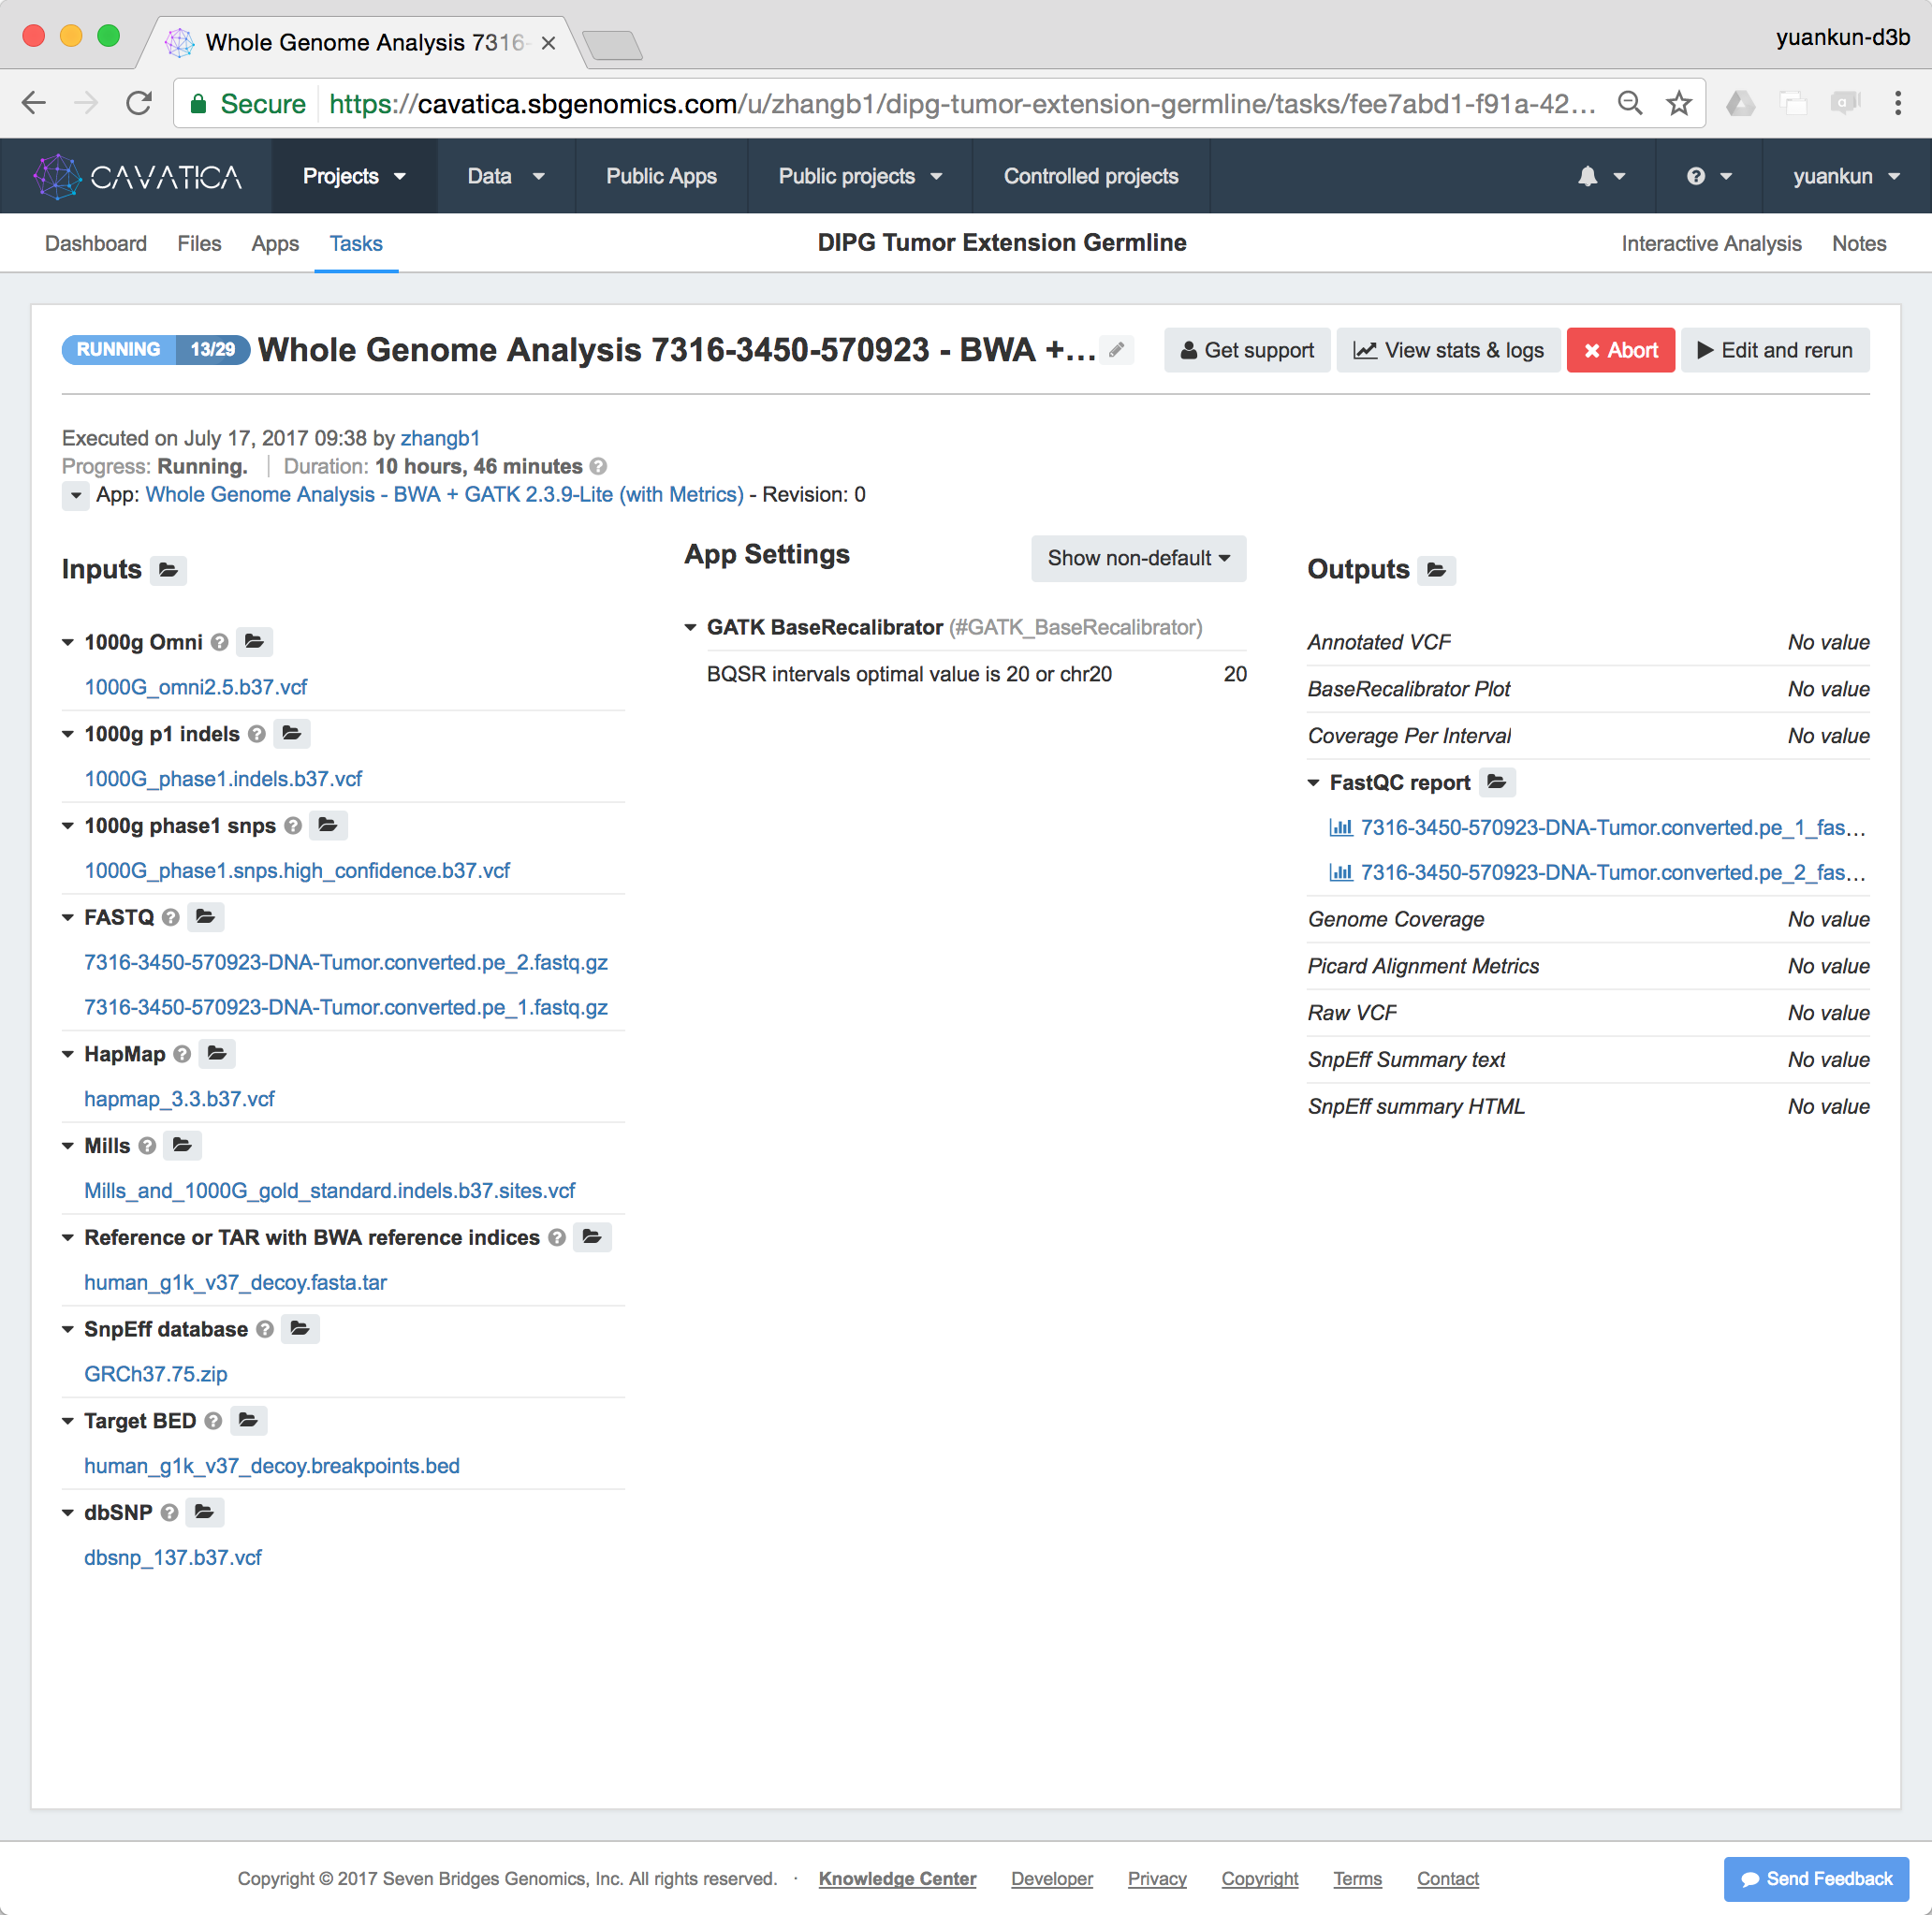 Whole Genome Analysis 7316-
yuankun-d3b
Secure https://cavatica.sbgenomics.com/u/zhangb1/dipg-tumor-extension-germline/tasks/fee7abd1-f91a-42...
CAVATICA Projects Data Public Apps Public projects Controlled projects yuankun
Dashboard Files Apps Tasks DIPG Tumor Extension Germline Interactive Analysis Notes
RUNNING 13/29 Whole Genome Analysis 7316-3450-570923 - BWA +... Get support View stats & logs Abort Edit and rerun
Executed on July 17, 2017 09:38 by zhangb1
Progress: Running. Duration: 10 hours, 46 minutes
App: Whole Genome Analysis - BWA + GATK 2.3.9-Lite (with Metrics) - Revision: 0
Inputs
1000g Omni
1000G_omni2.5.b37.vcf
1000g p1 indels
1000G_phase1.indels.b37.vcf
1000g phase1 snps
1000G_phase1.snps.high_confidence.b37.vcf
FASTQ
7316-3450-570923-DNA-Tumor.converted.pe_2.fastq.gz
7316-3450-570923-DNA-Tumor.converted.pe_1.fastq.gz
HapMap
hapmap_3.3.b37.vcf
Mills
Mills_and_1000G_gold_standard.indels.b37.sites.vcf
Reference or TAR with BWA reference indices
human_g1k_v37_decoy.fasta.tar
SnpEff database
GRCh37.75.zip
Target BED
human_g1k_v37_decoy.breakpoints.bed
dbSNP
dbsnp_137.b37.vcf
App Settings
Show non-default
GATK BaseRecalibrator (#GATK_BaseRecalibrator)
BQSR intervals optimal value is 20 or chr20 20
Outputs
Annotated VCF No value
BaseRecalibrator Plot No value
Coverage Per Interval No value
FastQC report
7316-3450-570923-DNA-Tumor.converted.pe_1_fas...
7316-3450-570923-DNA-Tumor.converted.pe_2_fas...
Genome Coverage No value
Picard Alignment Metrics No value
Raw VCF No value
SnpEff Summary text No value
SnpEff summary HTML No value
Copyright © 2017 Seven Bridges Genomics, Inc. All rights reserved. · Knowledge Center Developer Privacy Copyright Terms Contact
Send Feedback